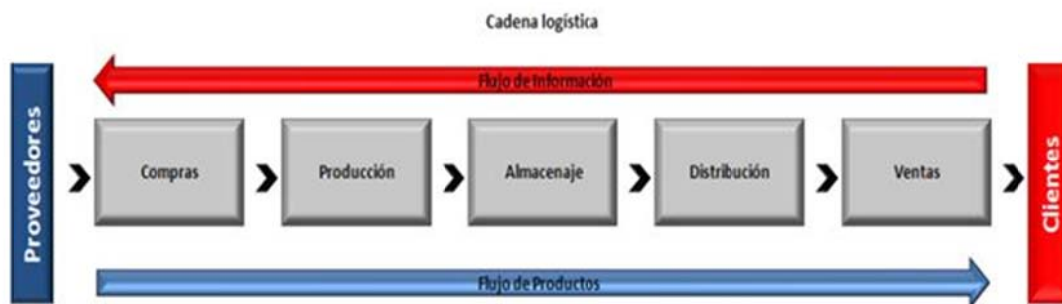 Cadena logística
Flujo de Información
Proveedores
Compras
Producción
Almacenaje
Distribución
Ventas
Clientes
Flujo de Productos